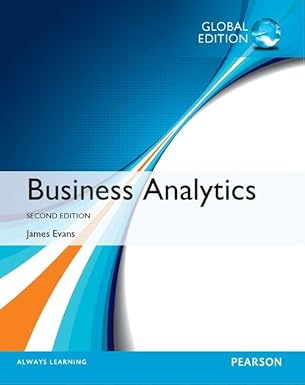 GLOBAL
EDITION
Business Analytics
SECOND EDITION
James Evans
ALWAYS LEARNING
PEARSON